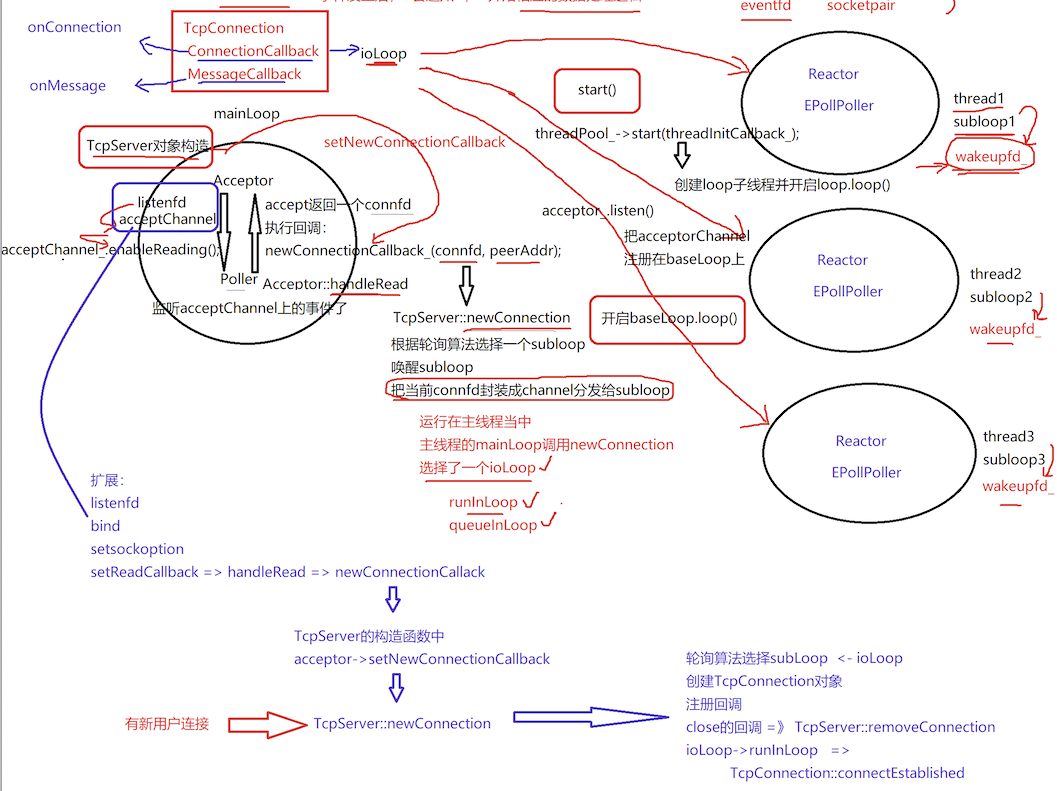 eventfd socketpair
onConnection
TcpConnection
ConnectionCallback
MessageCallback
ioLoop
onMessage
mainLoop
TcpServer对象构造
setNewConnectionCallback
Acceptor
listenfd
acceptChannel
acceptChannel_.enableReading();
accept返回一个connfd
执行回调:
newConnectionCallback_(connfd, peerAddr);
Poller
Acceptor::handleRead
监听acceptChannel上的事件了
start()
threadPool_->start(threadInitCallback_);
创建loop子线程并开启loop.loop()
acceptor_.listen()
把acceptorChannel
注册在baseLoop上
开启baseLoop.loop()
Reactor
EPollPoller
thread1
subloop1
wakeupfd_
Reactor
EPollPoller
thread2
subloop2
wakeupfd_
Reactor
EPollPoller
thread3
subloop3
wakeupfd_
TcpServer::newConnection
根据轮询算法选择一个subloop
唤醒subloop
把当前connfd封装成channel分发给subloop
运行在主线程当中
主线程的mainLoop调用newConnection
选择了一个ioLoop
runInLoop
queueInLoop
扩展:
listenfd
bind
setsockoption
setReadCallback => handleRead => newConnectionCallack
TcpServer的构造函数中
acceptor->setNewConnectionCallback
有新用户连接
TcpServer::newConnection
轮询算法选择subLoop <- ioLoop
创建TcpConnection对象
注册回调
close的回调 =》 TcpServer::removeConnection
ioLoop->runInLoop =>
TcpConnection::connectEstablished